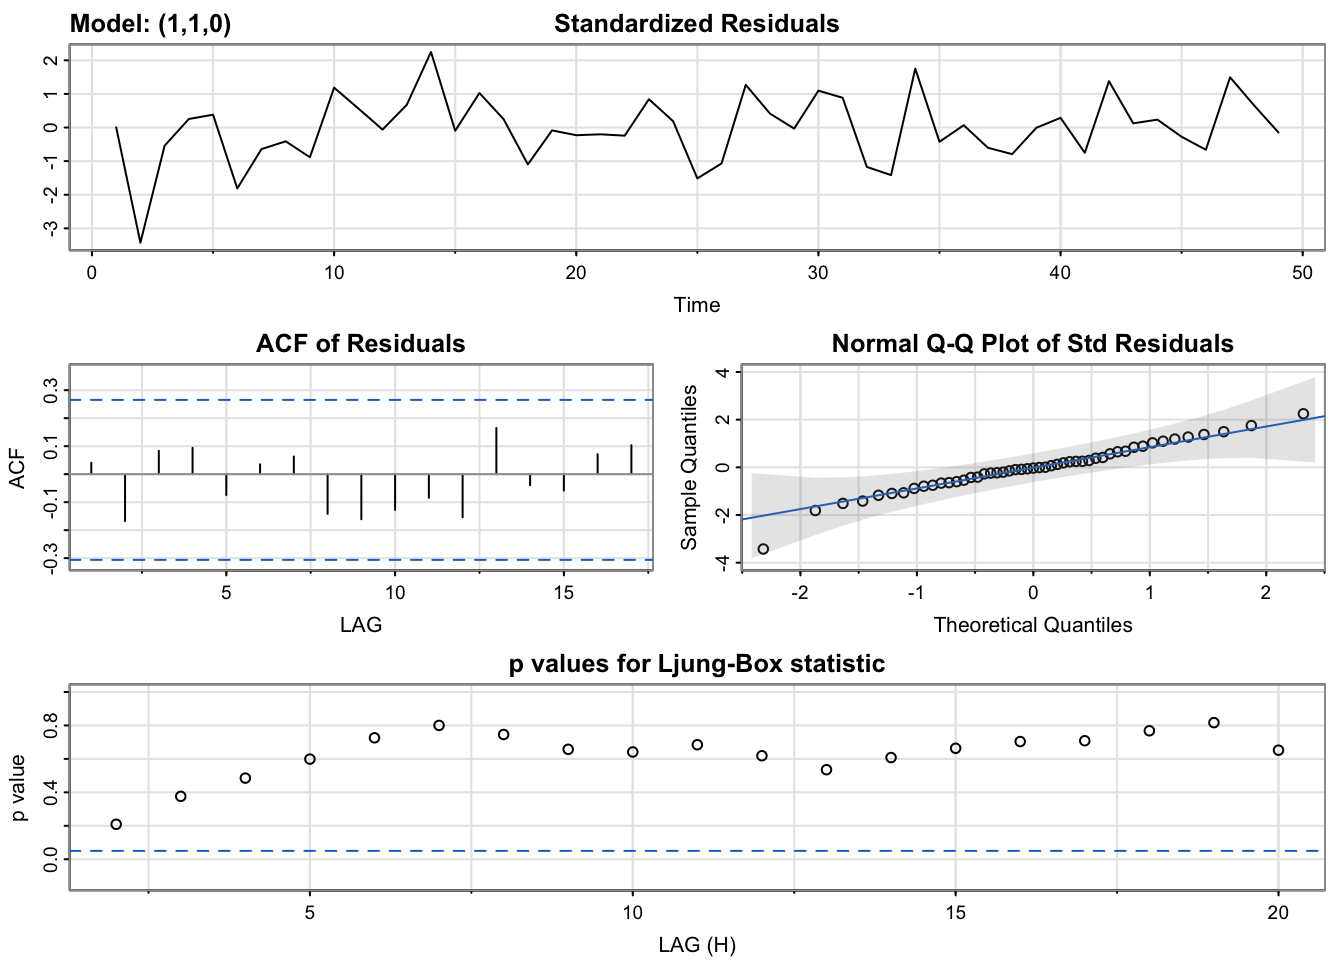 Model: (1,1,0) Standardized Residuals
2
1
0
-1
-2
-3
0 10 20 30 40 50
Time
ACF of Residuals
ACF
0.3
0.1
-0.1
-0.3
5 10 15
LAG
Normal Q-Q Plot of Std Residuals
Sample Quantiles
4
2
0
-2
-4
-2 -1 0 1 2
Theoretical Quantiles
p values for Ljung-Box statistic
p value
0.8
0.4
0.0
5 10 15 20
LAG (H)